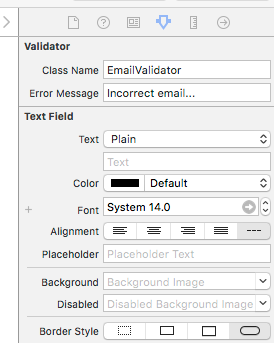 Validator
Class Name EmailValidator
Error Message Incorrect email...
Text Field
Text Plain
Text
Color Default
+ Font System 14.0
Alignment ---
Placeholder Placeholder Text
Background Background Image
Disabled Disabled Background Image
Border Style